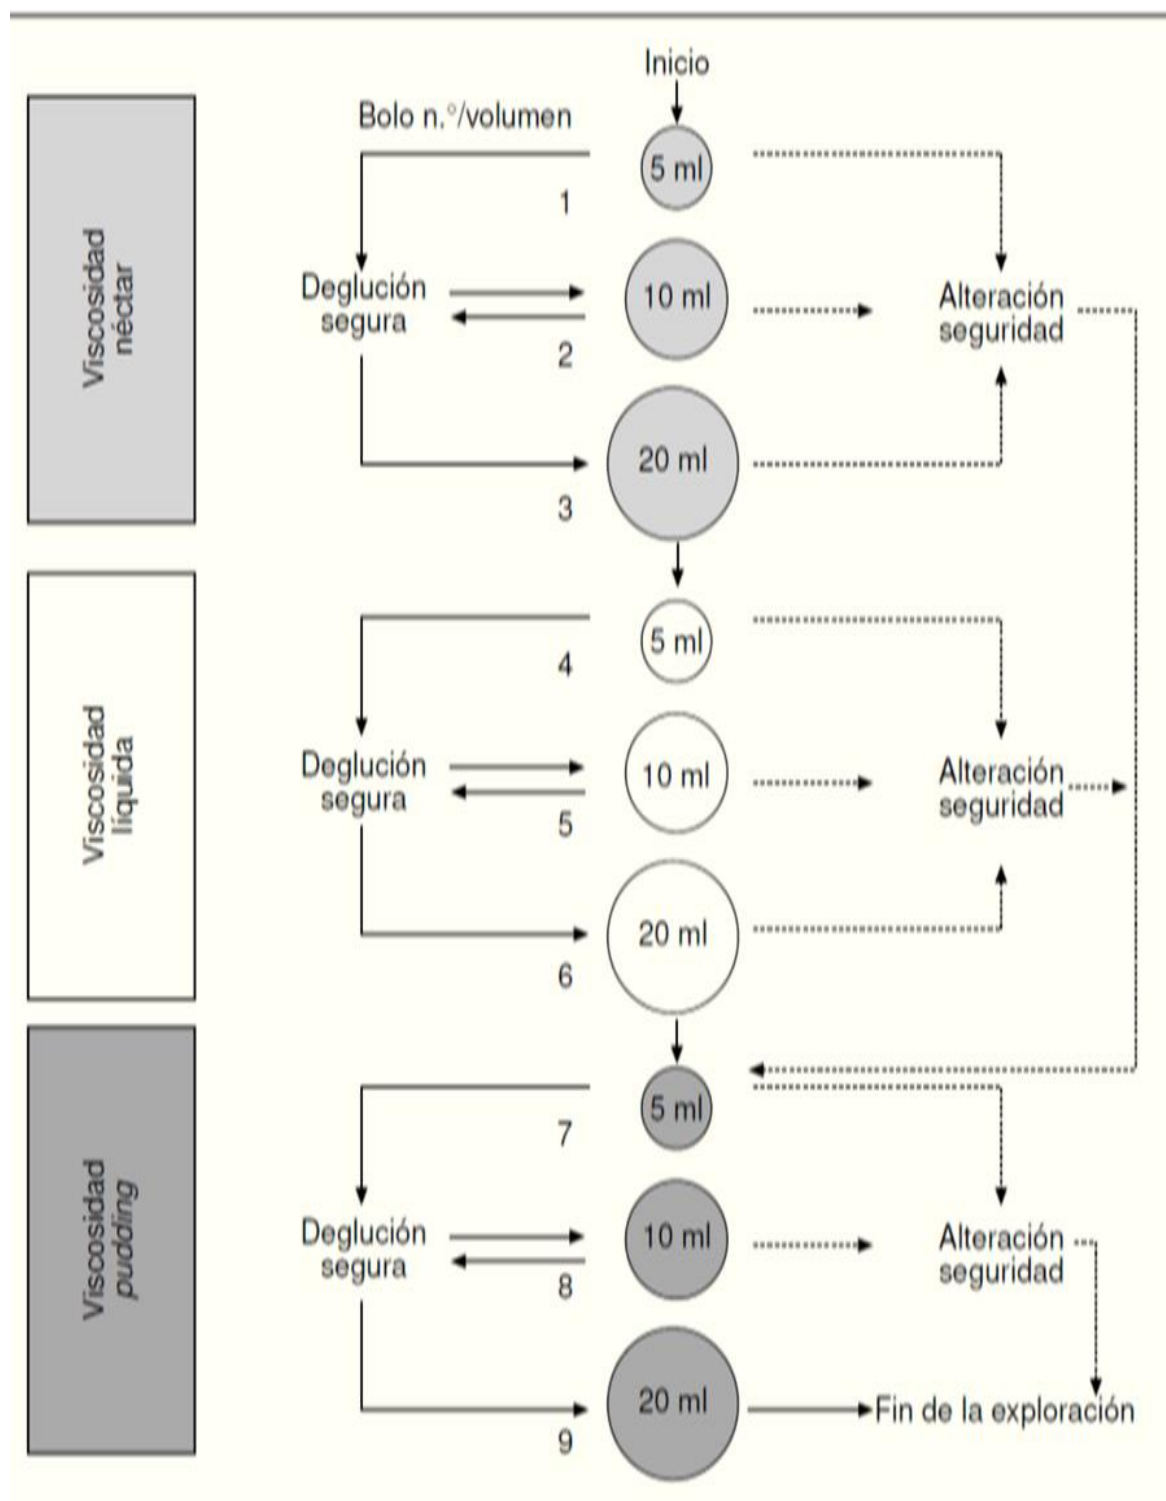 Inicio
Bolo n.º/volumen
Viscosidad
néctar
5 ml
1
Deglución
segura
10 ml
2
Alteración
seguridad
20 ml
3
Viscosidad
líquida
5 ml
4
Deglución
segura
10 ml
5
Alteración
seguridad
20 ml
6
Viscosidad
pudding
5 ml
7
Deglución
segura
10 ml
8
Alteración
seguridad
20 ml
9
Fin de la exploración